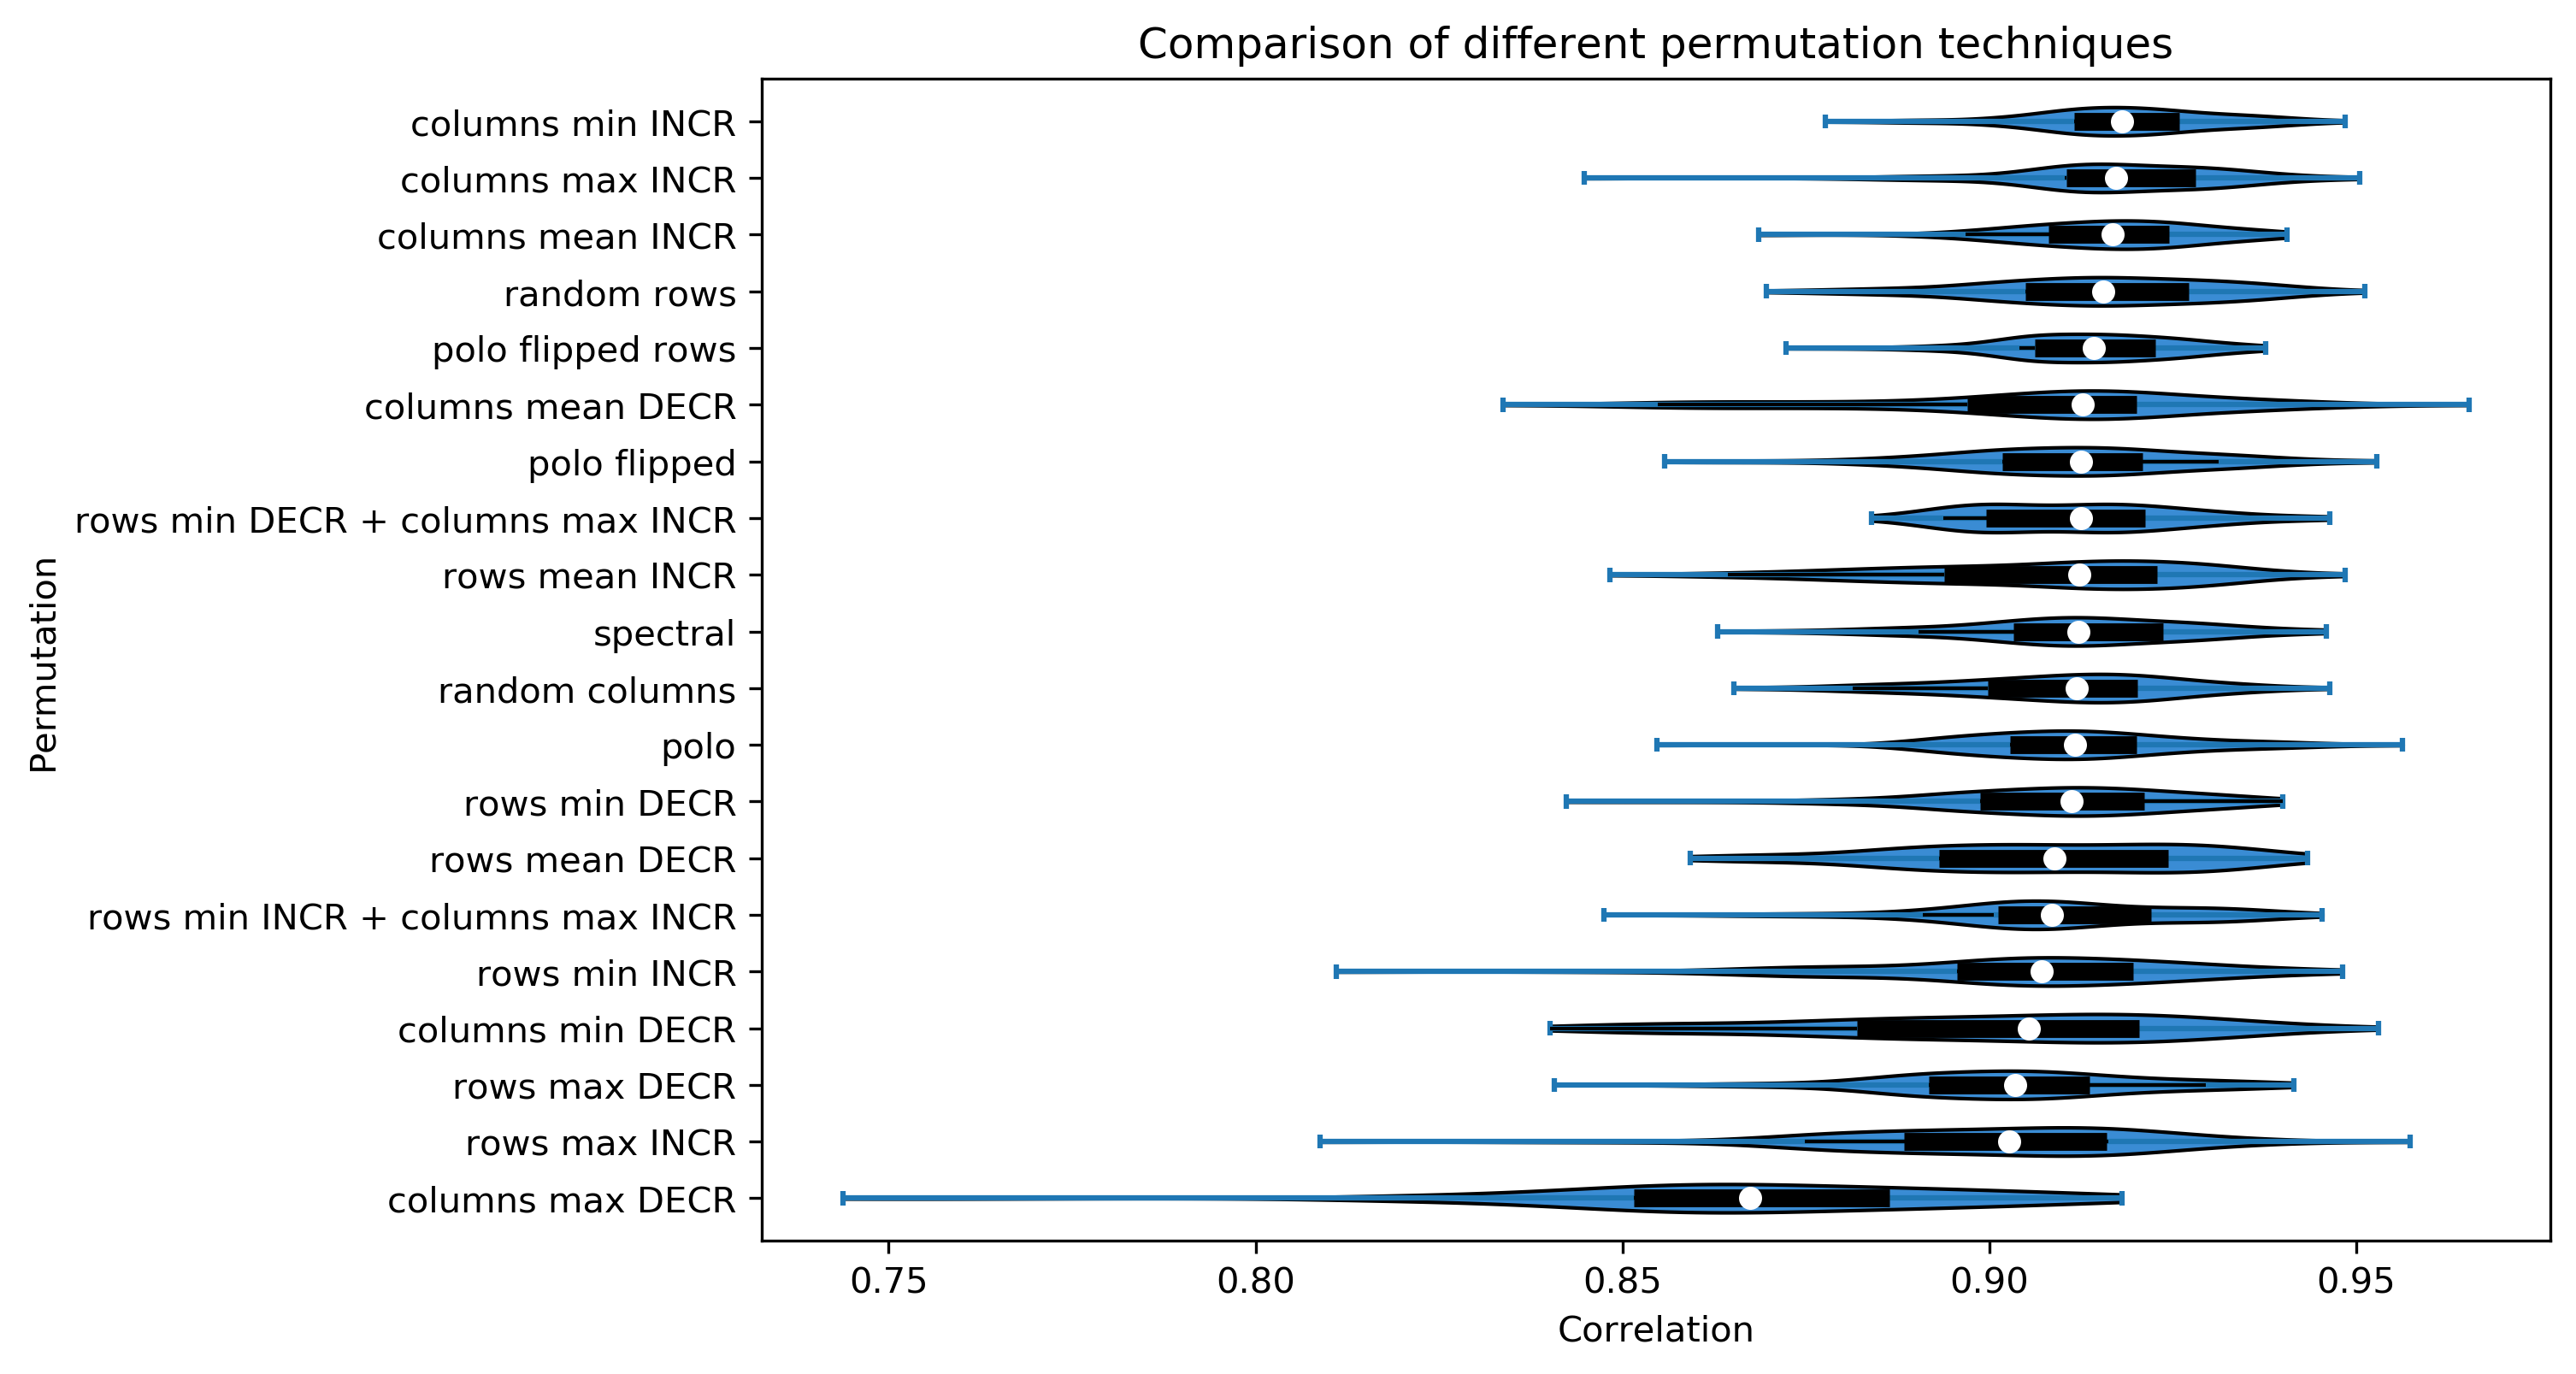 Comparison of different permutation techniques
columns min INCR
columns max INCR
columns mean INCR
random rows
polo flipped rows
columns mean DECR
polo flipped
rows min DECR + columns max INCR
rows mean INCR
spectral
random columns
polo
rows min DECR
rows mean DECR
rows min INCR + columns max INCR
rows min INCR
columns min DECR
rows max DECR
rows max INCR
columns max DECR
Permutation
0.75 0.80 0.85 0.90 0.95
Correlation